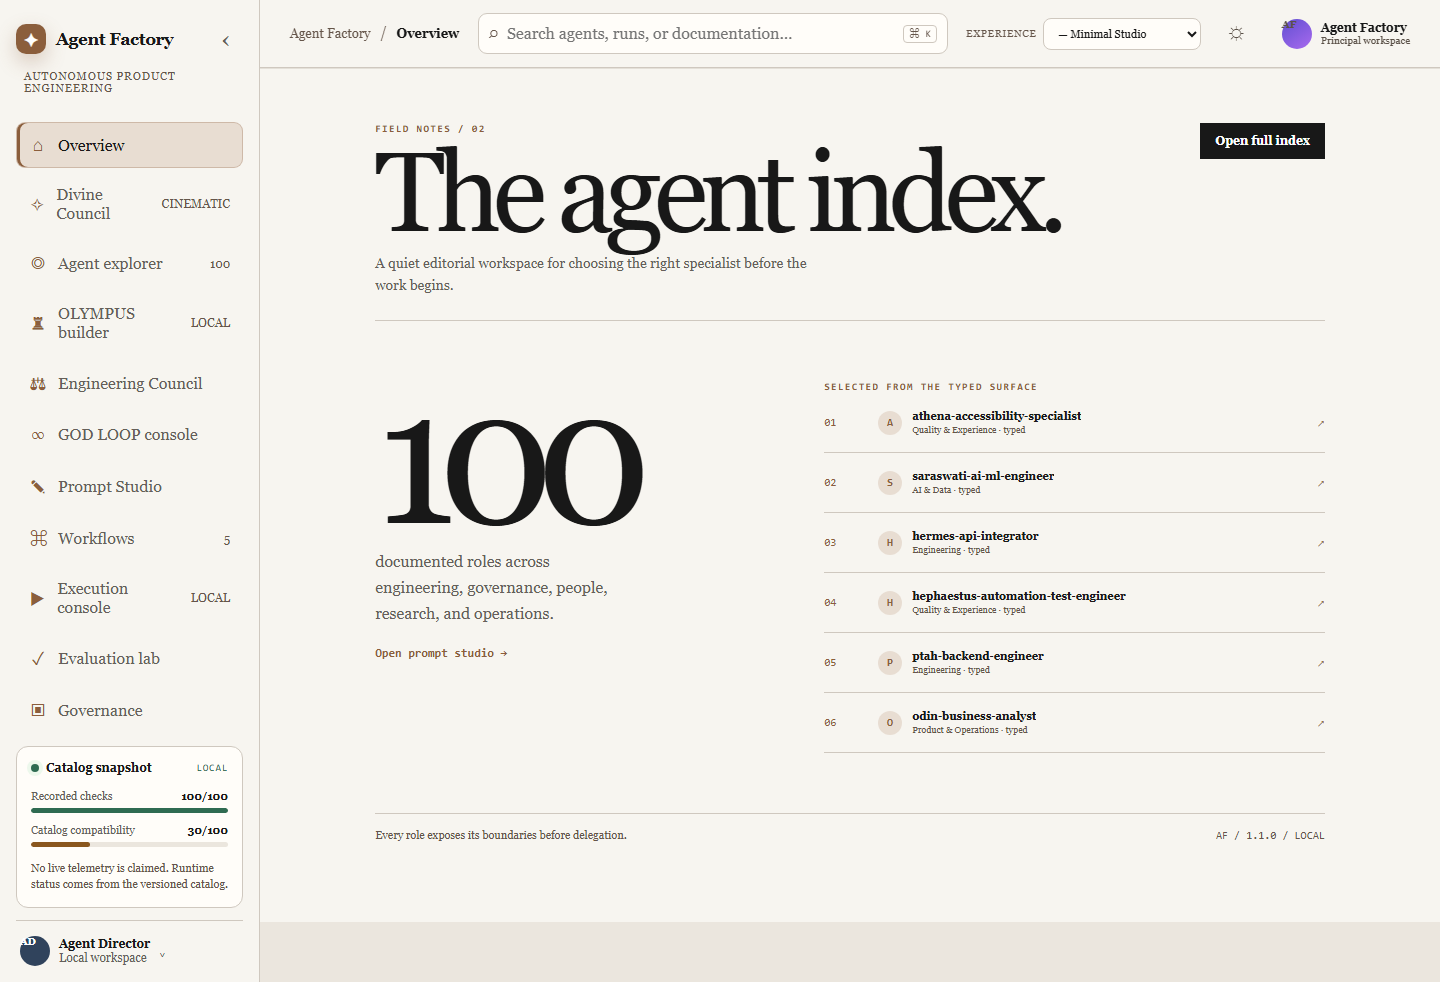 Agent Factory
AUTONOMOUS PRODUCT
ENGINEERING
Overview
Divine
Council
CINEMATIC
Agent explorer
100
OLYMPUS
builder
LOCAL
Engineering Council
GOD LOOP console
Prompt Studio
Workflows
5
Execution
console
LOCAL
Evaluation lab
Governance
Catalog snapshot
LOCAL
Recorded checks
100/100
Catalog compatibility
30/100
No live telemetry is claimed. Runtime
status comes from the versioned catalog.
AD
Agent Director
Local workspace
Agent Factory / Overview
Search agents, runs, or documentation...
⌘ K
EXPERIENCE
— Minimal Studio
AF
Agent Factory
Principal workspace
FIELD NOTES / 02
The agent index.
A quiet editorial workspace for choosing the right specialist before the
work begins.
Open full index
100
documented roles across
engineering, governance, people,
research, and operations.
Open prompt studio →
SELECTED FROM THE TYPED SURFACE
01
A
athena-accessibility-specialist
Quality & Experience · typed
↗
02
S
saraswati-ai-ml-engineer
AI & Data · typed
↗
03
H
hermes-api-integrator
Engineering · typed
↗
04
H
hephaestus-automation-test-engineer
Quality & Experience · typed
↗
05
P
ptah-backend-engineer
Engineering · typed
↗
06
O
odin-business-analyst
Product & Operations · typed
↗
Every role exposes its boundaries before delegation.
AF / 1.1.0 / LOCAL